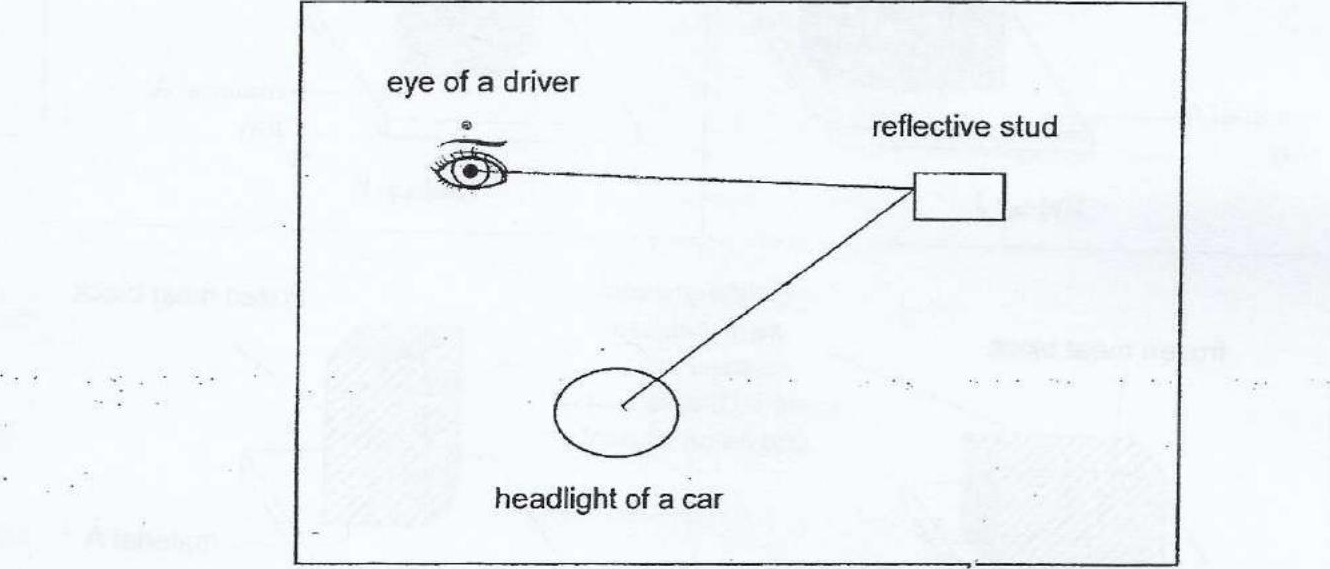 eye of a driver
reflective stud
headlight of a car